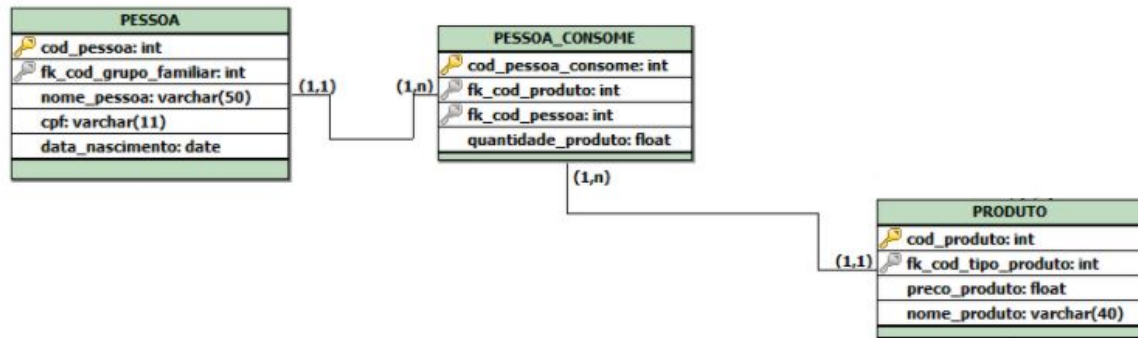 PESSOA
cod_pessoa: int
fk_cod_grupo_familiar: int
nome_pessoa: varchar(50)
cpf: varchar(11)
data_nascimento: date
(1,1)
(1,n)
PESSOA_CONSOME
cod_pessoa_consome: int
fk_cod_produto: int
fk_cod_pessoa: int
quantidade_produto: float
(1,n)
(1,1)
PRODUTO
cod_produto: int
fk_cod_tipo_produto: int
preco_produto: float
nome_produto: varchar(40)